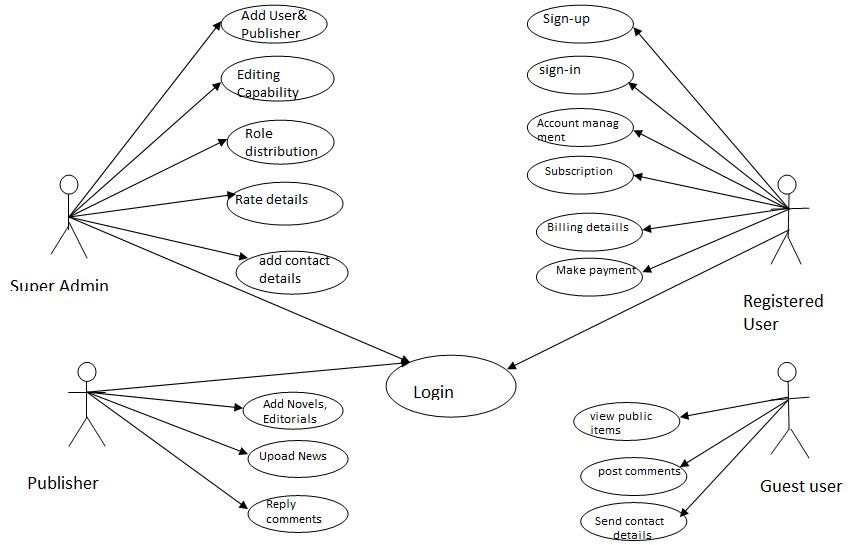 Add User&
Publisher
Editing
Capability
Role
distribution
Rate details
add contact
details
Super Admin
Sign-up
sign-in
Account manag
ment
Subscription
Billing detaills
Make payment
Registered
User
Login
Publisher
Add Novels,
Editorials
Upoad News
Reply
comments
view public
items
post comments
Send contact
details
Guest user